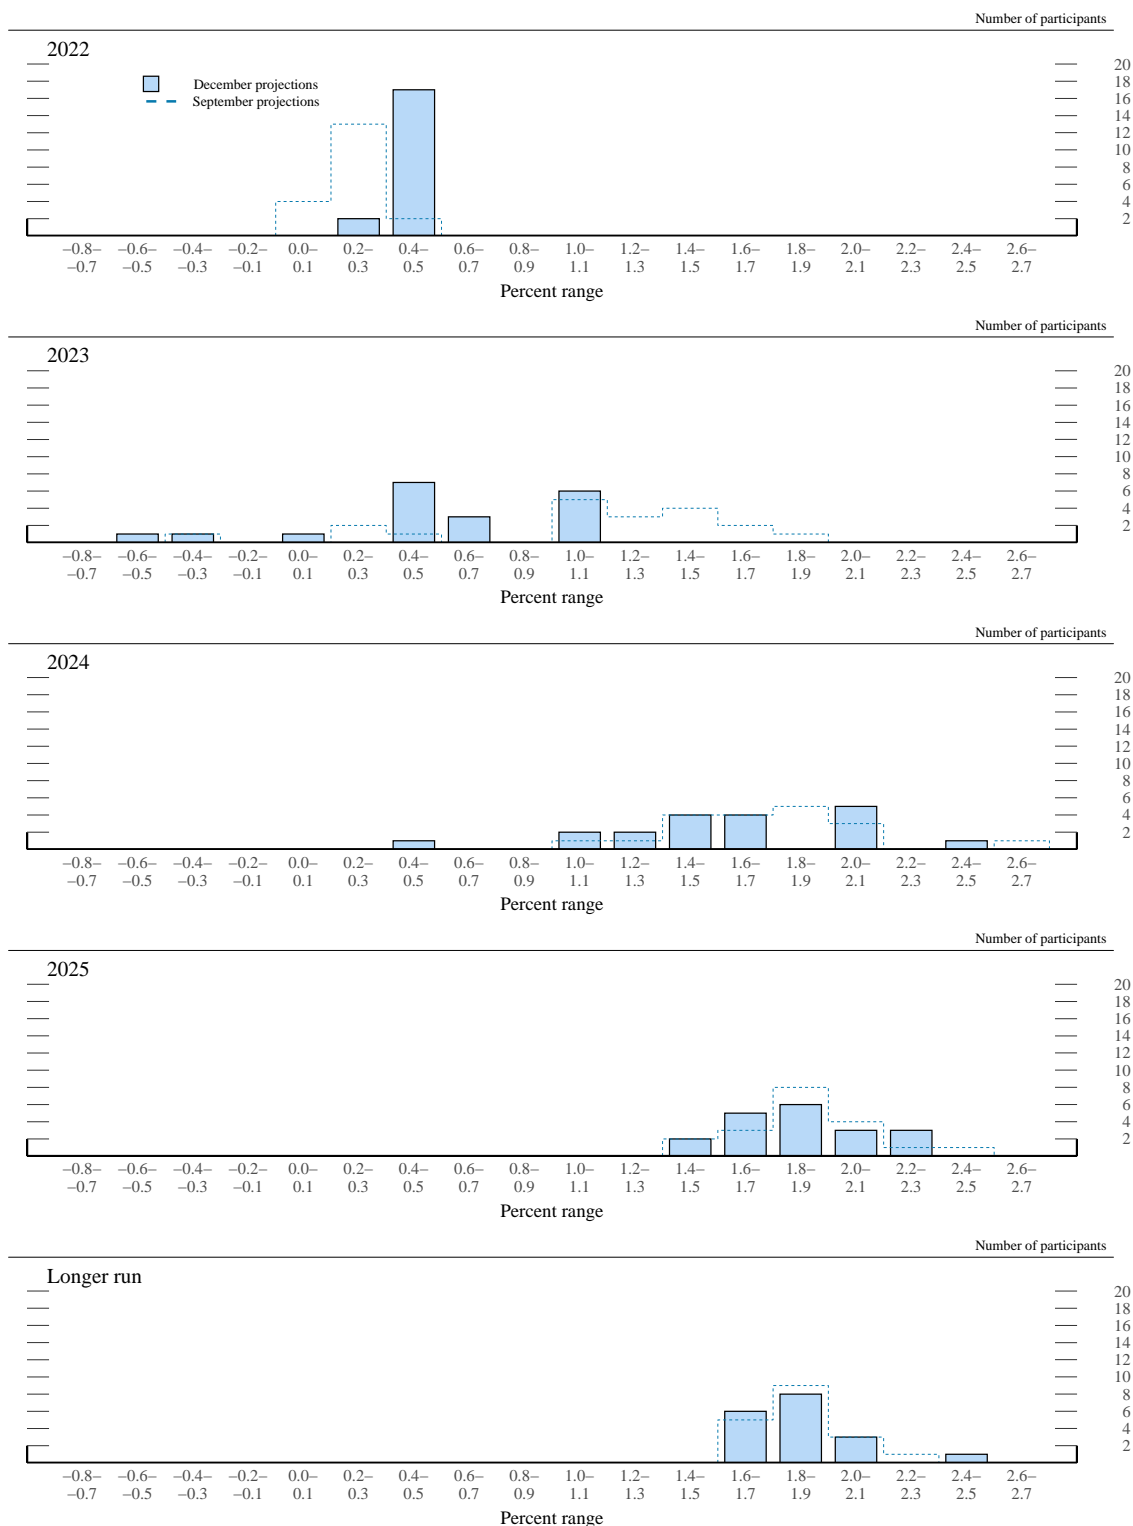 Number of participants
2022
December projections
September projections
20
18
16
14
12
10
8
6
4
2
–0.8– –0.6– –0.4– –0.2– 0.0– 0.2– 0.4– 0.6– 0.8– 1.0– 1.2– 1.4– 1.6– 1.8– 2.0– 2.2– 2.4– 2.6–
–0.7 –0.5 –0.3 –0.1 0.1 0.3 0.5 0.7 0.9 1.1 1.3 1.5 1.7 1.9 2.1 2.3 2.5 2.7
Percent range
Number of participants
2023
20
18
16
14
12
10
8
6
4
2
–0.8– –0.6– –0.4– –0.2– 0.0– 0.2– 0.4– 0.6– 0.8– 1.0– 1.2– 1.4– 1.6– 1.8– 2.0– 2.2– 2.4– 2.6–
–0.7 –0.5 –0.3 –0.1 0.1 0.3 0.5 0.7 0.9 1.1 1.3 1.5 1.7 1.9 2.1 2.3 2.5 2.7
Percent range
Number of participants
2024
20
18
16
14
12
10
8
6
4
2
–0.8– –0.6– –0.4– –0.2– 0.0– 0.2– 0.4– 0.6– 0.8– 1.0– 1.2– 1.4– 1.6– 1.8– 2.0– 2.2– 2.4– 2.6–
–0.7 –0.5 –0.3 –0.1 0.1 0.3 0.5 0.7 0.9 1.1 1.3 1.5 1.7 1.9 2.1 2.3 2.5 2.7
Percent range
Number of participants
2025
20
18
16
14
12
10
8
6
4
2
–0.8– –0.6– –0.4– –0.2– 0.0– 0.2– 0.4– 0.6– 0.8– 1.0– 1.2– 1.4– 1.6– 1.8– 2.0– 2.2– 2.4– 2.6–
–0.7 –0.5 –0.3 –0.1 0.1 0.3 0.5 0.7 0.9 1.1 1.3 1.5 1.7 1.9 2.1 2.3 2.5 2.7
Percent range
Number of participants
Longer run
20
18
16
14
12
10
8
6
4
2
–0.8– –0.6– –0.4– –0.2– 0.0– 0.2– 0.4– 0.6– 0.8– 1.0– 1.2– 1.4– 1.6– 1.8– 2.0– 2.2– 2.4– 2.6–
–0.7 –0.5 –0.3 –0.1 0.1 0.3 0.5 0.7 0.9 1.1 1.3 1.5 1.7 1.9 2.1 2.3 2.5 2.7
Percent range